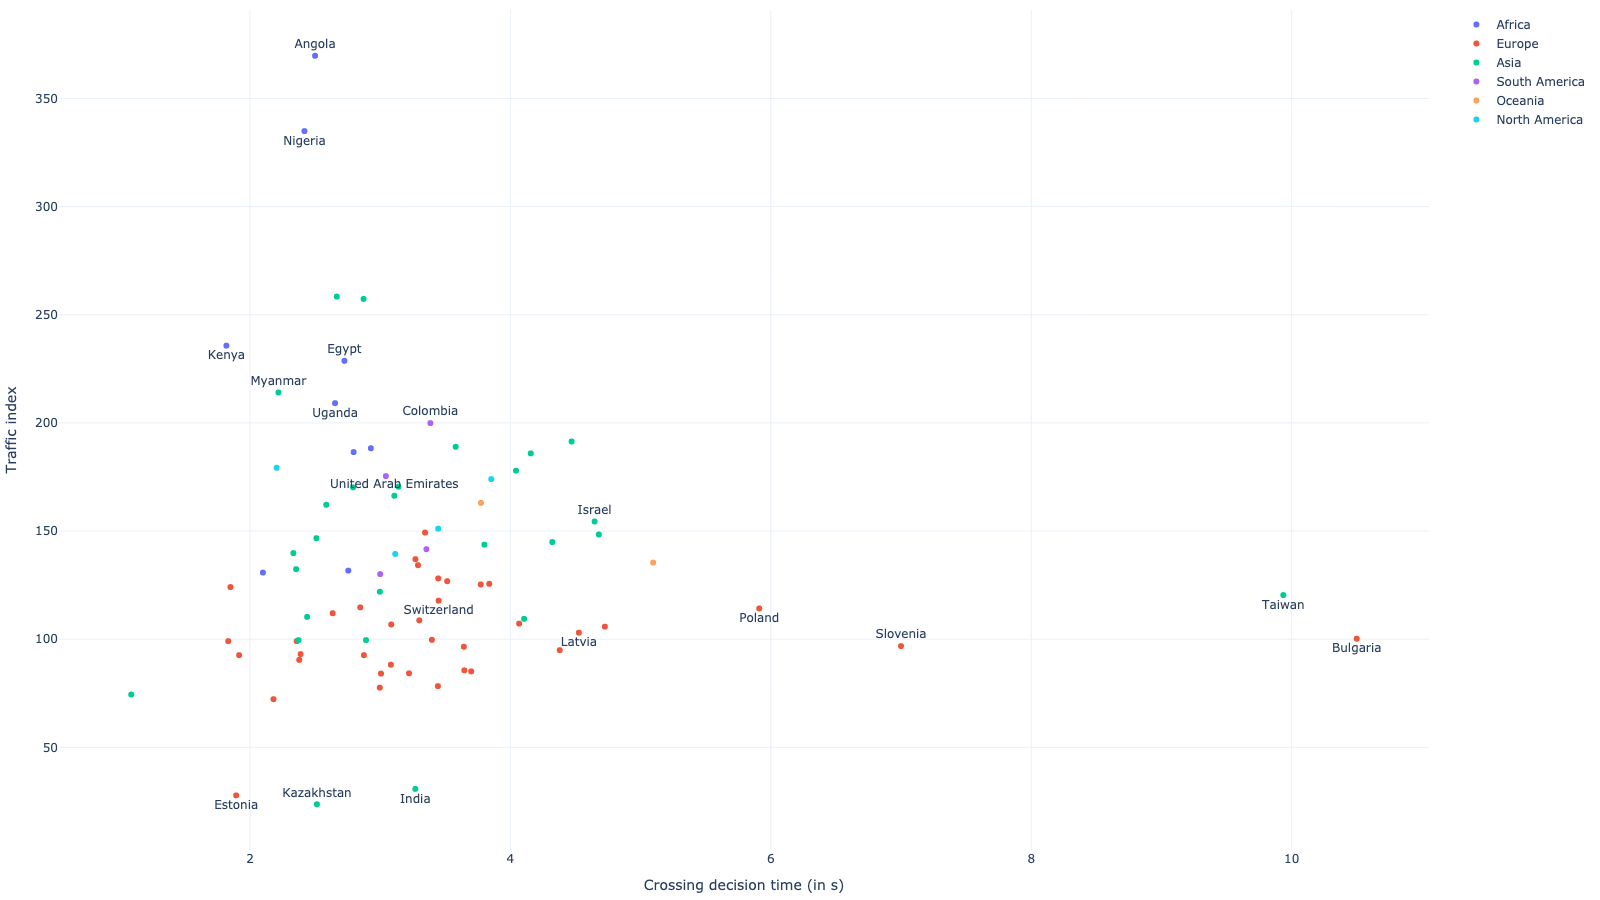 Angola
Nigeria
Kenya
Egypt
Myanmar
Uganda
Colombia
United Arab Emirates
Israel
Switzerland
Latvia
Poland
Slovenia
Taiwan
Bulgaria
Estonia
Kazakhstan
India
350
300
250
200
150
100
50
Traffic index
2
4
6
8
10
Crossing decision time (in s)
Africa
Europe
Asia
South America
Oceania
North America